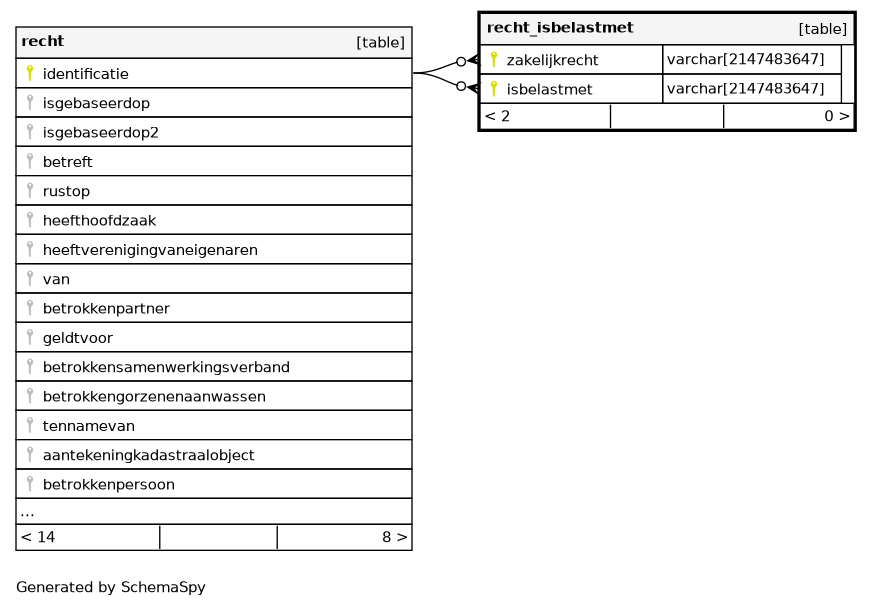 recht [table]
identificatie
isgebaseerdop
isgebaseerdop2
betreft
rustop
heefthoofdzaak
heeftverenigingvaneigenaren
van
betrokkenpartner
geldtvoor
betrokkensamenwerkingsverband
betrokkengorzenenaanwassen
tennamevan
aantekeningkadastraalobject
betrokkenpersoon
...
< 14 8 >
recht_isbelastmet [table]
zakelijkrecht varchar[2147483647]
isbelastmet varchar[2147483647]
< 2 0 >
Generated by SchemaSpy